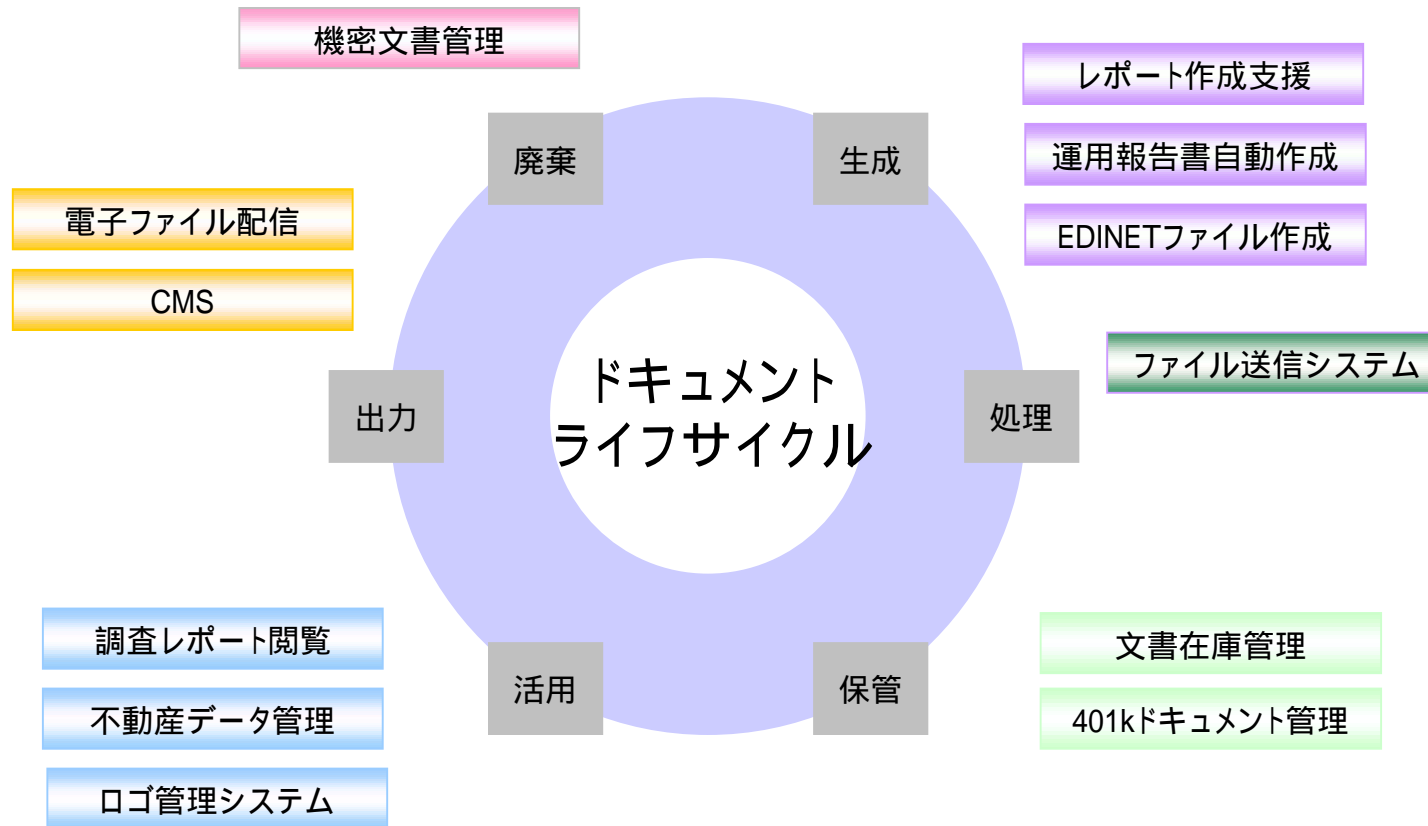 機密文書管理
レポート作成支援
廃棄
生成
運用報告書自動作成
電子ファイル配信
EDINETファイル作成
CMS
ファイル送信システム
ドキュメント
ライフサイクル
出力
処理
調査レポート閲覧
文書在庫管理
活用
保管
不動産データ管理
401kドキュメント管理
ロゴ管理システム